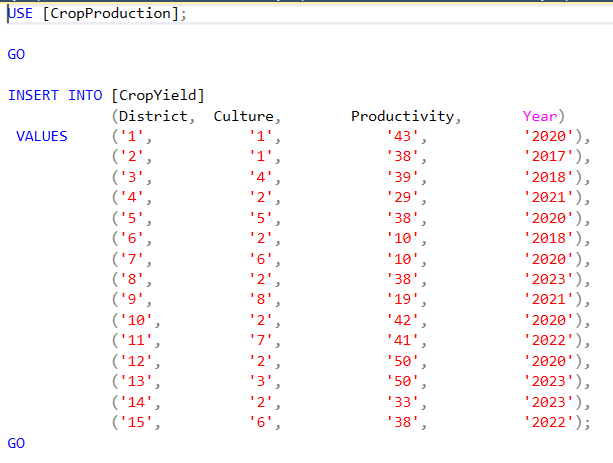 USE [CropProduction];
GO
INSERT INTO [CropYield]
(District, Culture, Productivity, Year)
VALUES ('1', '1', '43', '2020'),
('2', '1', '38', '2017'),
('3', '4', '39', '2018'),
('4', '2', '29', '2021'),
('5', '5', '38', '2020'),
('6', '2', '10', '2018'),
('7', '6', '10', '2020'),
('8', '2', '38', '2023'),
('9', '8', '19', '2021'),
('10', '2', '42', '2020'),
('11', '7', '41', '2022'),
('12', '2', '50', '2020'),
('13', '3', '50', '2023'),
('14', '2', '33', '2023'),
('15', '6', '38', '2022');
GO